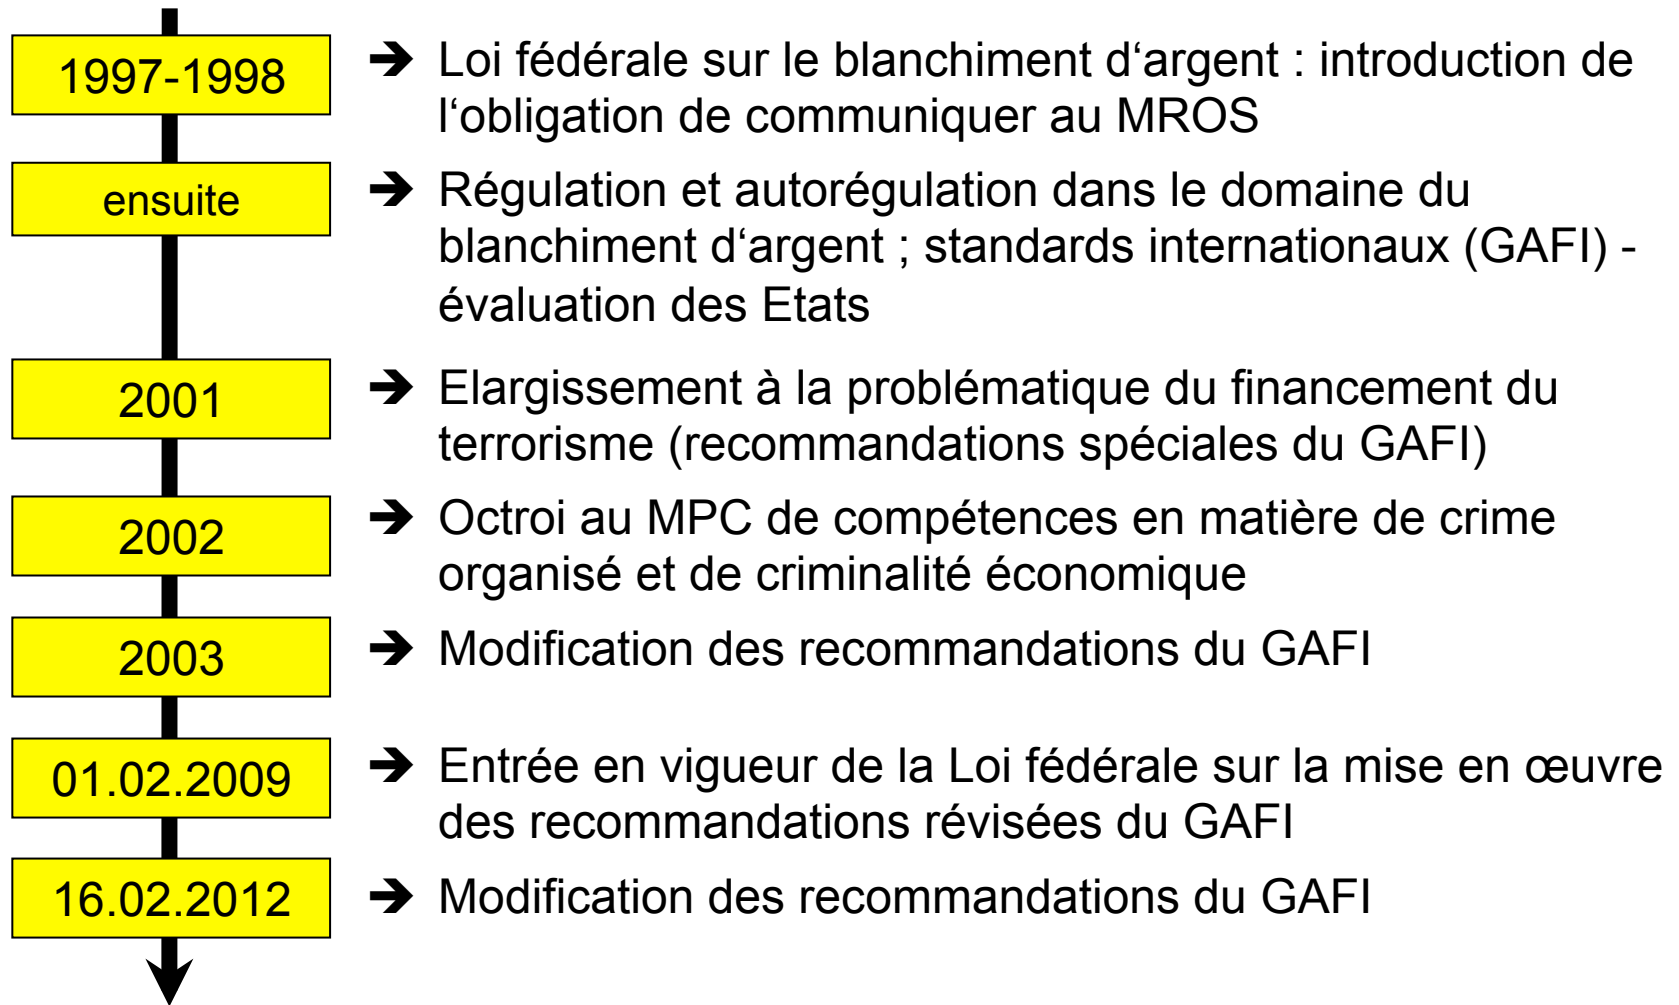 1997-1998
➔ Loi fédérale sur le blanchiment d‘argent : introduction de
l‘obligation de communiquer au MROS
ensuite
➔ Régulation et autorégulation dans le domaine du
blanchiment d‘argent ; standards internationaux (GAFI) -
évaluation des Etats
2001
➔ Elargissement à la problématique du financement du
terrorisme (recommandations spéciales du GAFI)
2002
➔ Octroi au MPC de compétences en matière de crime
organisé et de criminalité économique
2003
➔ Modification des recommandations du GAFI
01.02.2009
➔ Entrée en vigueur de la Loi fédérale sur la mise en œuvre
des recommandations révisées du GAFI
16.02.2012
➔ Modification des recommandations du GAFI